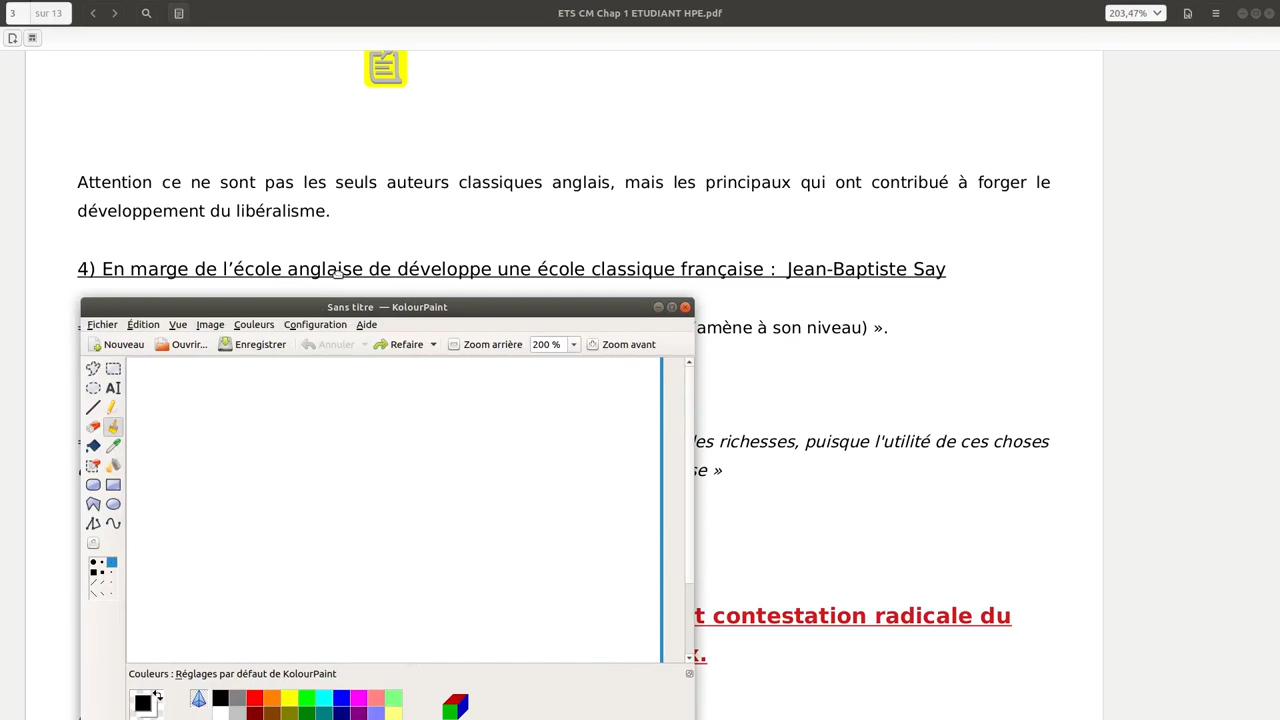 3 sur 13 ETS CM Chap 1 ETUDIANT HPE.pdf 203,47%
Attention ce ne sont pas les seuls auteurs classiques anglais, mais les principaux qui ont contribué à forger le
développement du libéralisme.
4) En marge de l’école anglaise de développe une école classique française : Jean-Baptiste Say
Sans titre — KolourPaint
Fichier Édition Vue Image Couleurs Configuration Aide
amène à son niveau) ».
Nouveau Ouvrir... Enregistrer Annuler Refaire Zoom arrière 200 % Zoom avant
des richesses, puisque l'utilité de ces choses
se »
t contestation radicale du
x.
Couleurs : Réglages par défaut de KolourPaint